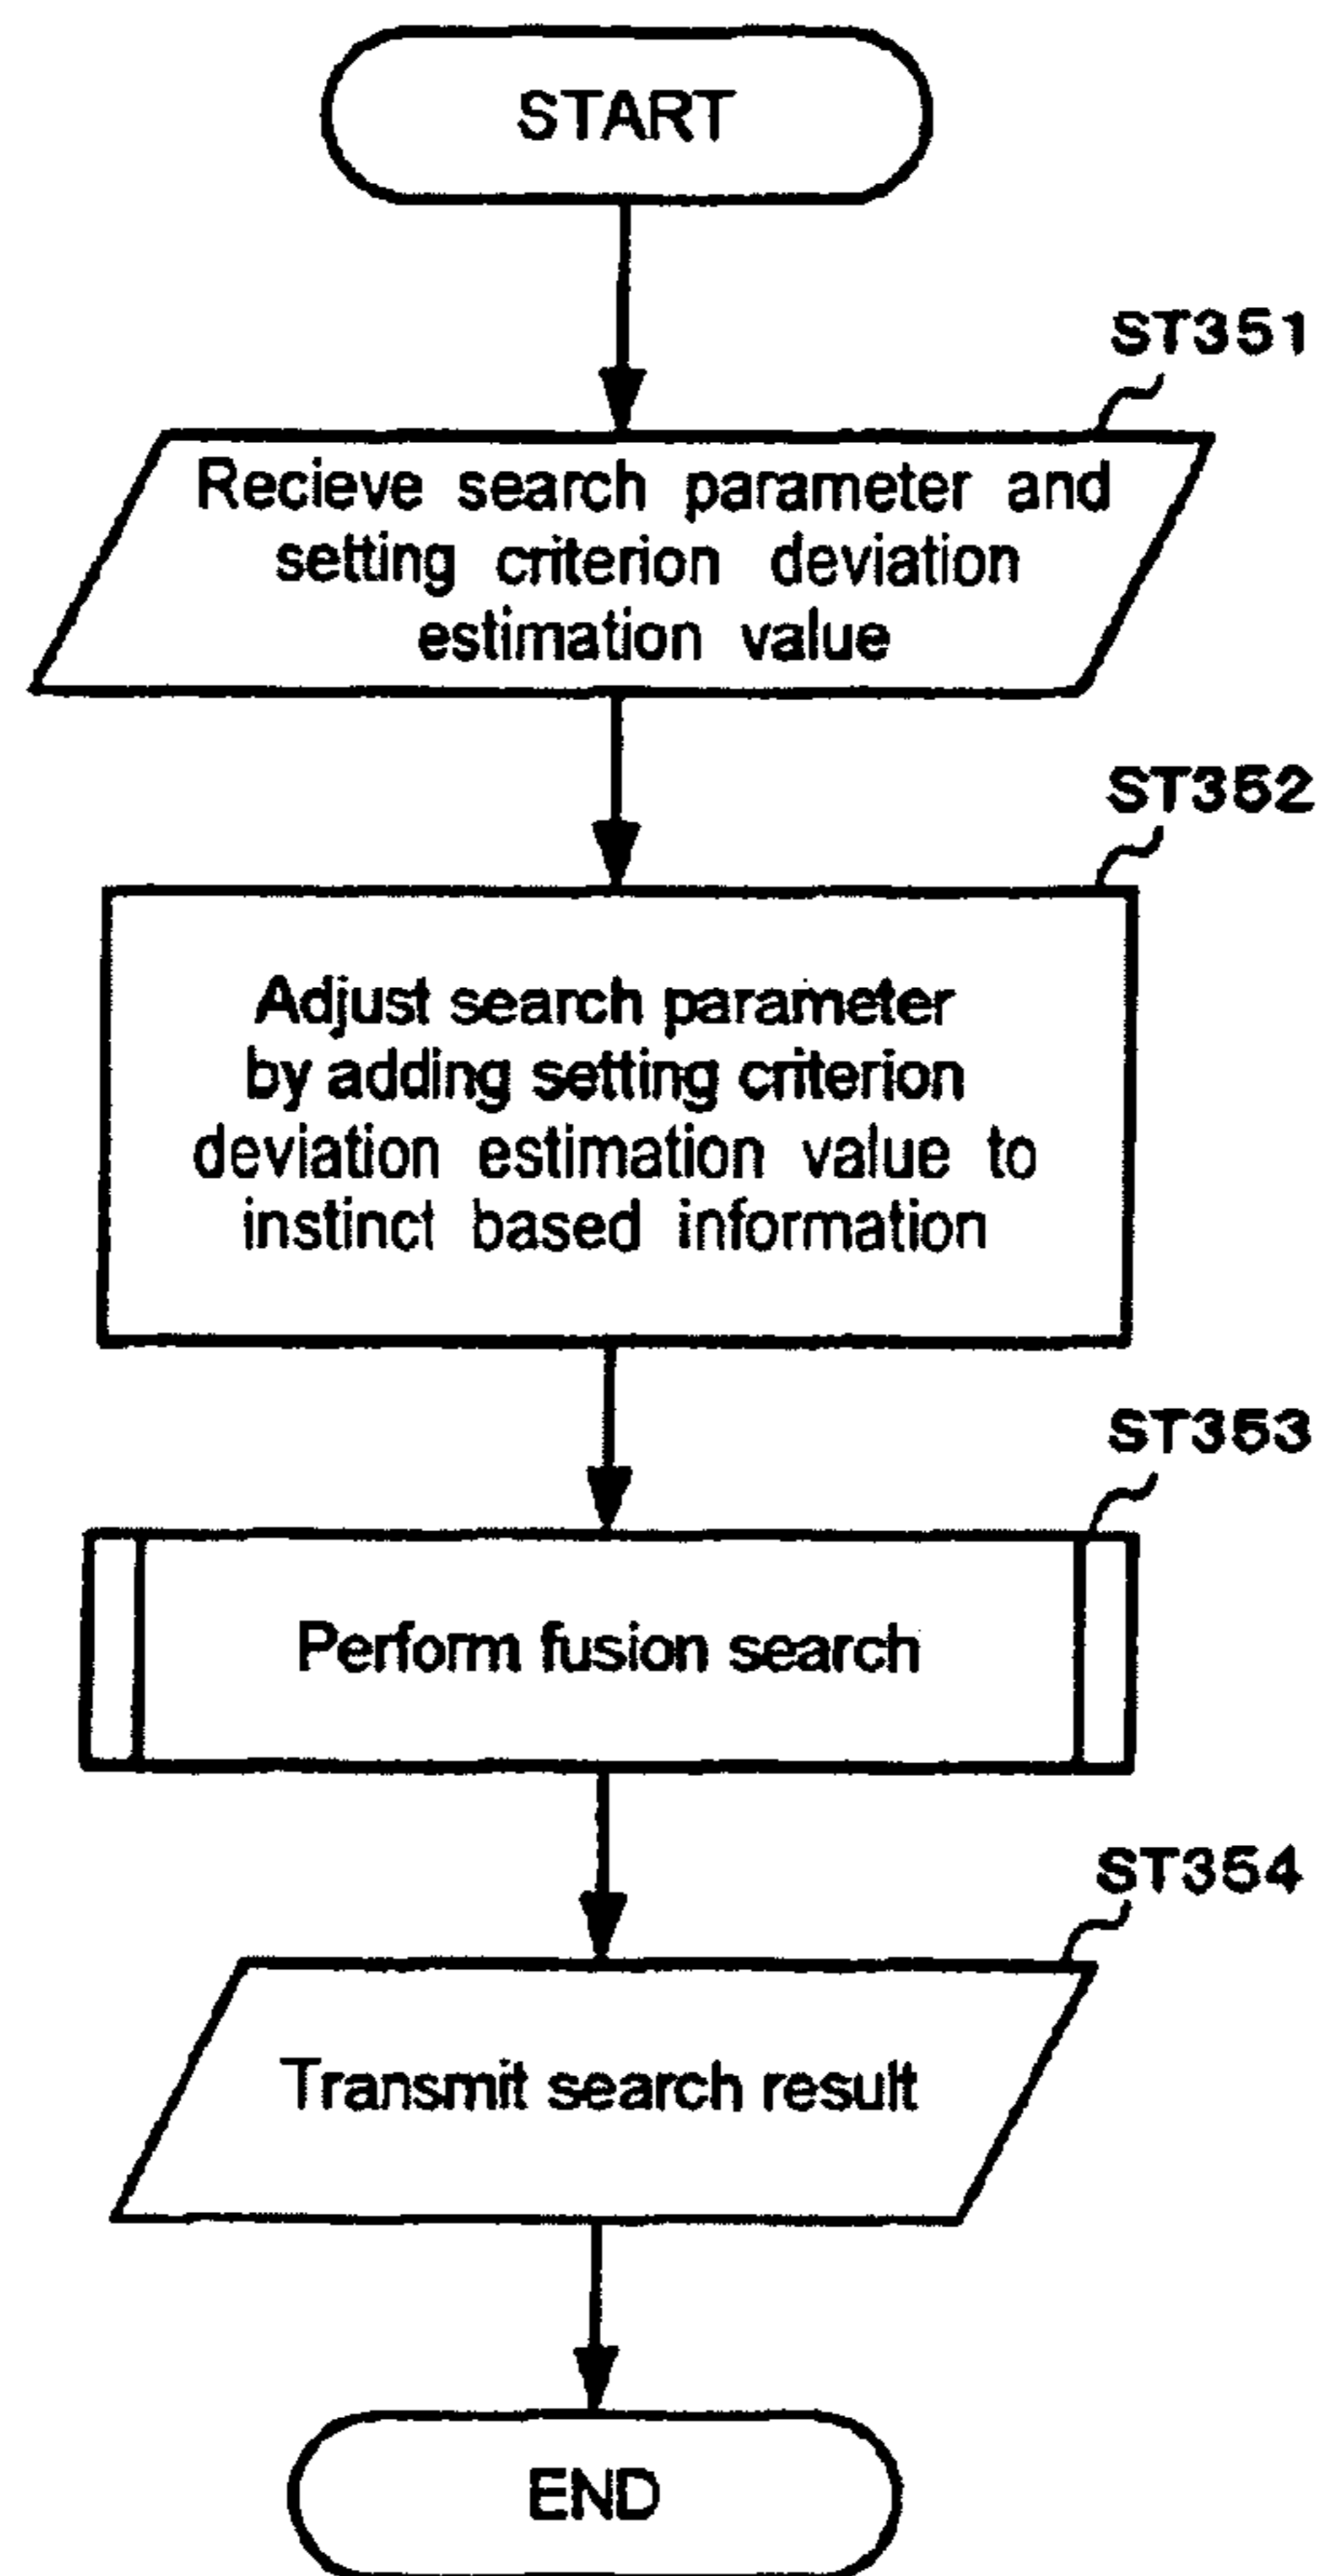 START
ST351
Recieve search parameter and
setting criterion deviation
estimation value
ST352
Adjust search parameter
by adding setting criterion
deviation estimation value to
instinct based information
ST353
Perform fusion search
ST354
Transmit search result
END